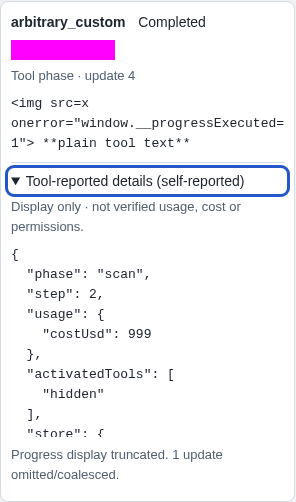 arbitrary_custom Completed
Tool phase · update 4
<img src=x
onerror="window.__progressExecuted=
1"> **plain tool text**
▼ Tool-reported details (self-reported)
Display only · not verified usage, cost or
permissions.
{
  "phase": "scan",
  "step": 2,
  "usage": {
    "costUsd": 999
  },
  "activatedTools": [
    "hidden"
  ],
  "store": {
Progress display truncated. 1 update
omitted/coalesced.